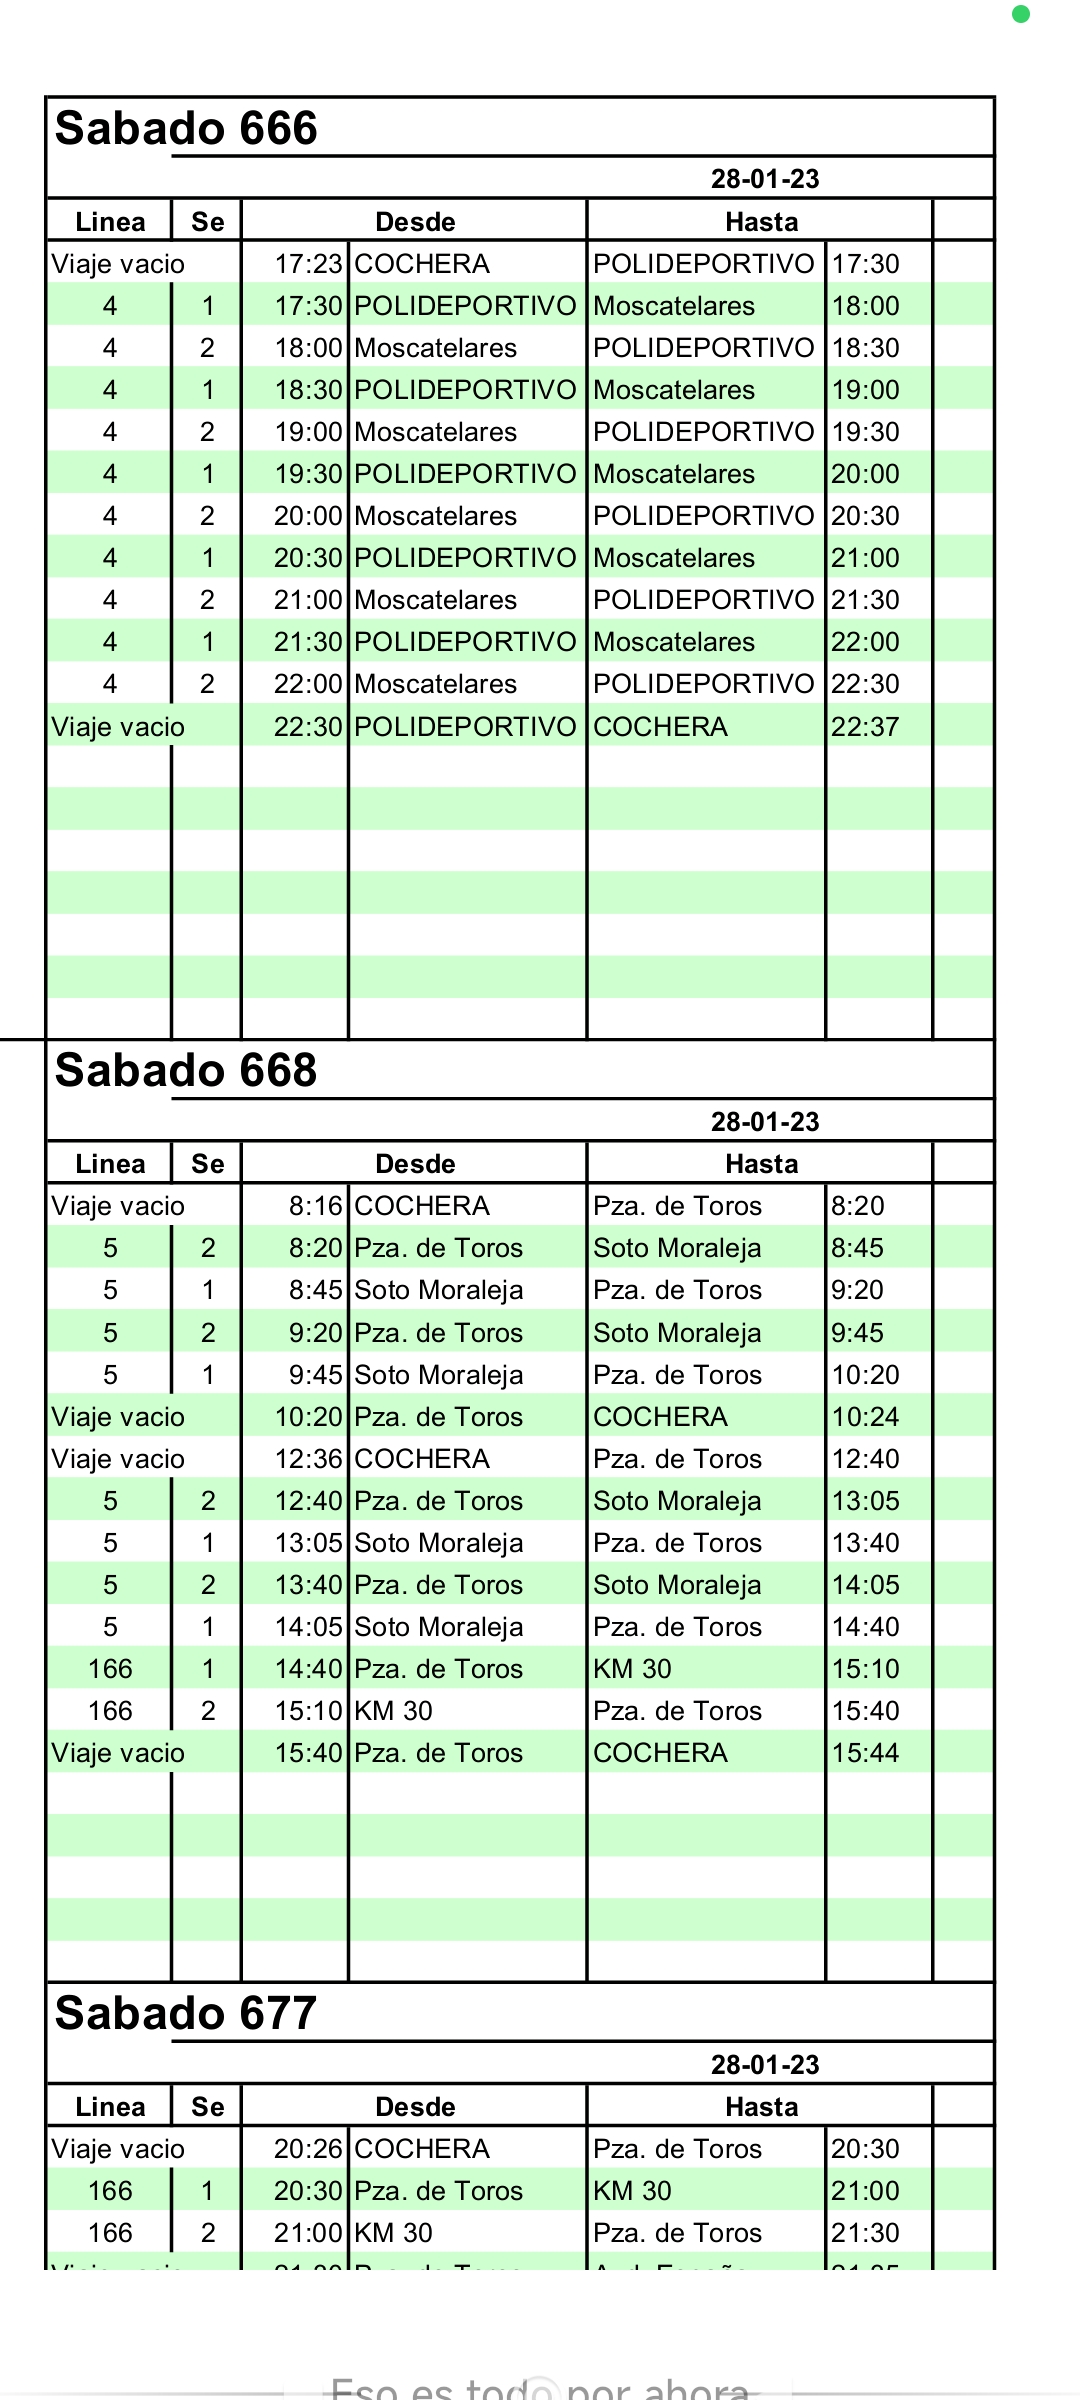 Sabado 666
28-01-23
Linea Se Desde Hasta
Viaje vacio 17:23 COCHERA POLIDEPORTIVO 17:30
4 1 17:30 POLIDEPORTIVO Moscatelares 18:00
4 2 18:00 Moscatelares POLIDEPORTIVO 18:30
4 1 18:30 POLIDEPORTIVO Moscatelares 19:00
4 2 19:00 Moscatelares POLIDEPORTIVO 19:30
4 1 19:30 POLIDEPORTIVO Moscatelares 20:00
4 2 20:00 Moscatelares POLIDEPORTIVO 20:30
4 1 20:30 POLIDEPORTIVO Moscatelares 21:00
4 2 21:00 Moscatelares POLIDEPORTIVO 21:30
4 1 21:30 POLIDEPORTIVO Moscatelares 22:00
4 2 22:00 Moscatelares POLIDEPORTIVO 22:30
Viaje vacio 22:30 POLIDEPORTIVO COCHERA 22:37
Sabado 668
28-01-23
Linea Se Desde Hasta
Viaje vacio 8:16 COCHERA Pza. de Toros 8:20
5 2 8:20 Pza. de Toros Soto Moraleja 8:45
5 1 8:45 Soto Moraleja Pza. de Toros 9:20
5 2 9:20 Pza. de Toros Soto Moraleja 9:45
5 1 9:45 Soto Moraleja Pza. de Toros 10:20
Viaje vacio 10:20 Pza. de Toros COCHERA 10:24
Viaje vacio 12:36 COCHERA Pza. de Toros 12:40
5 2 12:40 Pza. de Toros Soto Moraleja 13:05
5 1 13:05 Soto Moraleja Pza. de Toros 13:40
5 2 13:40 Pza. de Toros Soto Moraleja 14:05
5 1 14:05 Soto Moraleja Pza. de Toros 14:40
166 1 14:40 Pza. de Toros KM 30 15:10
166 2 15:10 KM 30 Pza. de Toros 15:40
Viaje vacio 15:40 Pza. de Toros COCHERA 15:44
Sabado 677
28-01-23
Linea Se Desde Hasta
Viaje vacio 20:26 COCHERA Pza. de Toros 20:30
166 1 20:30 Pza. de Toros KM 30 21:00
166 2 21:00 KM 30 Pza. de Toros 21:30
Eso es todo por ahora